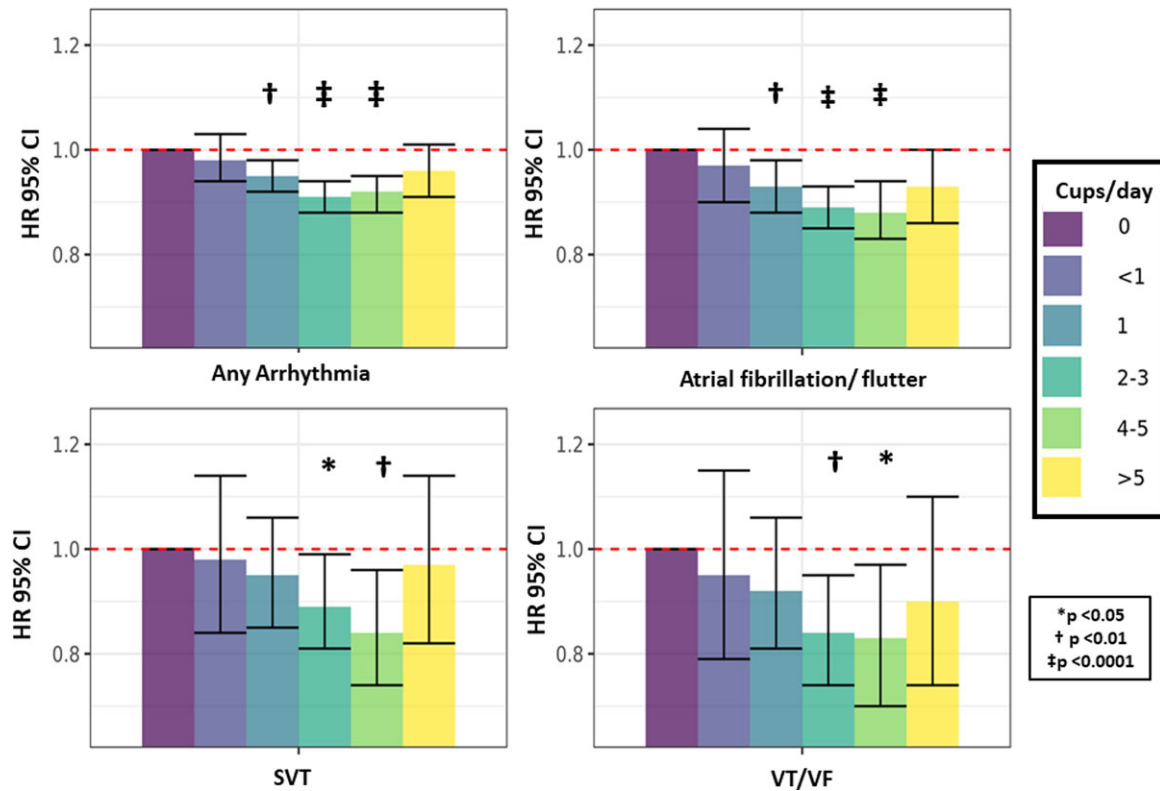 HR 95% CI
1.2
1.0
0.8
† ‡ ‡
Any Arrhythmia
HR 95% CI
1.2
1.0
0.8
† ‡ ‡
Atrial fibrillation/ flutter
HR 95% CI
1.2
1.0
0.8
* †
SVT
HR 95% CI
1.2
1.0
0.8
† *
VT/VF
Cups/day
0
<1
1
2-3
4-5
>5
*p <0.05
† p <0.01
‡p <0.0001